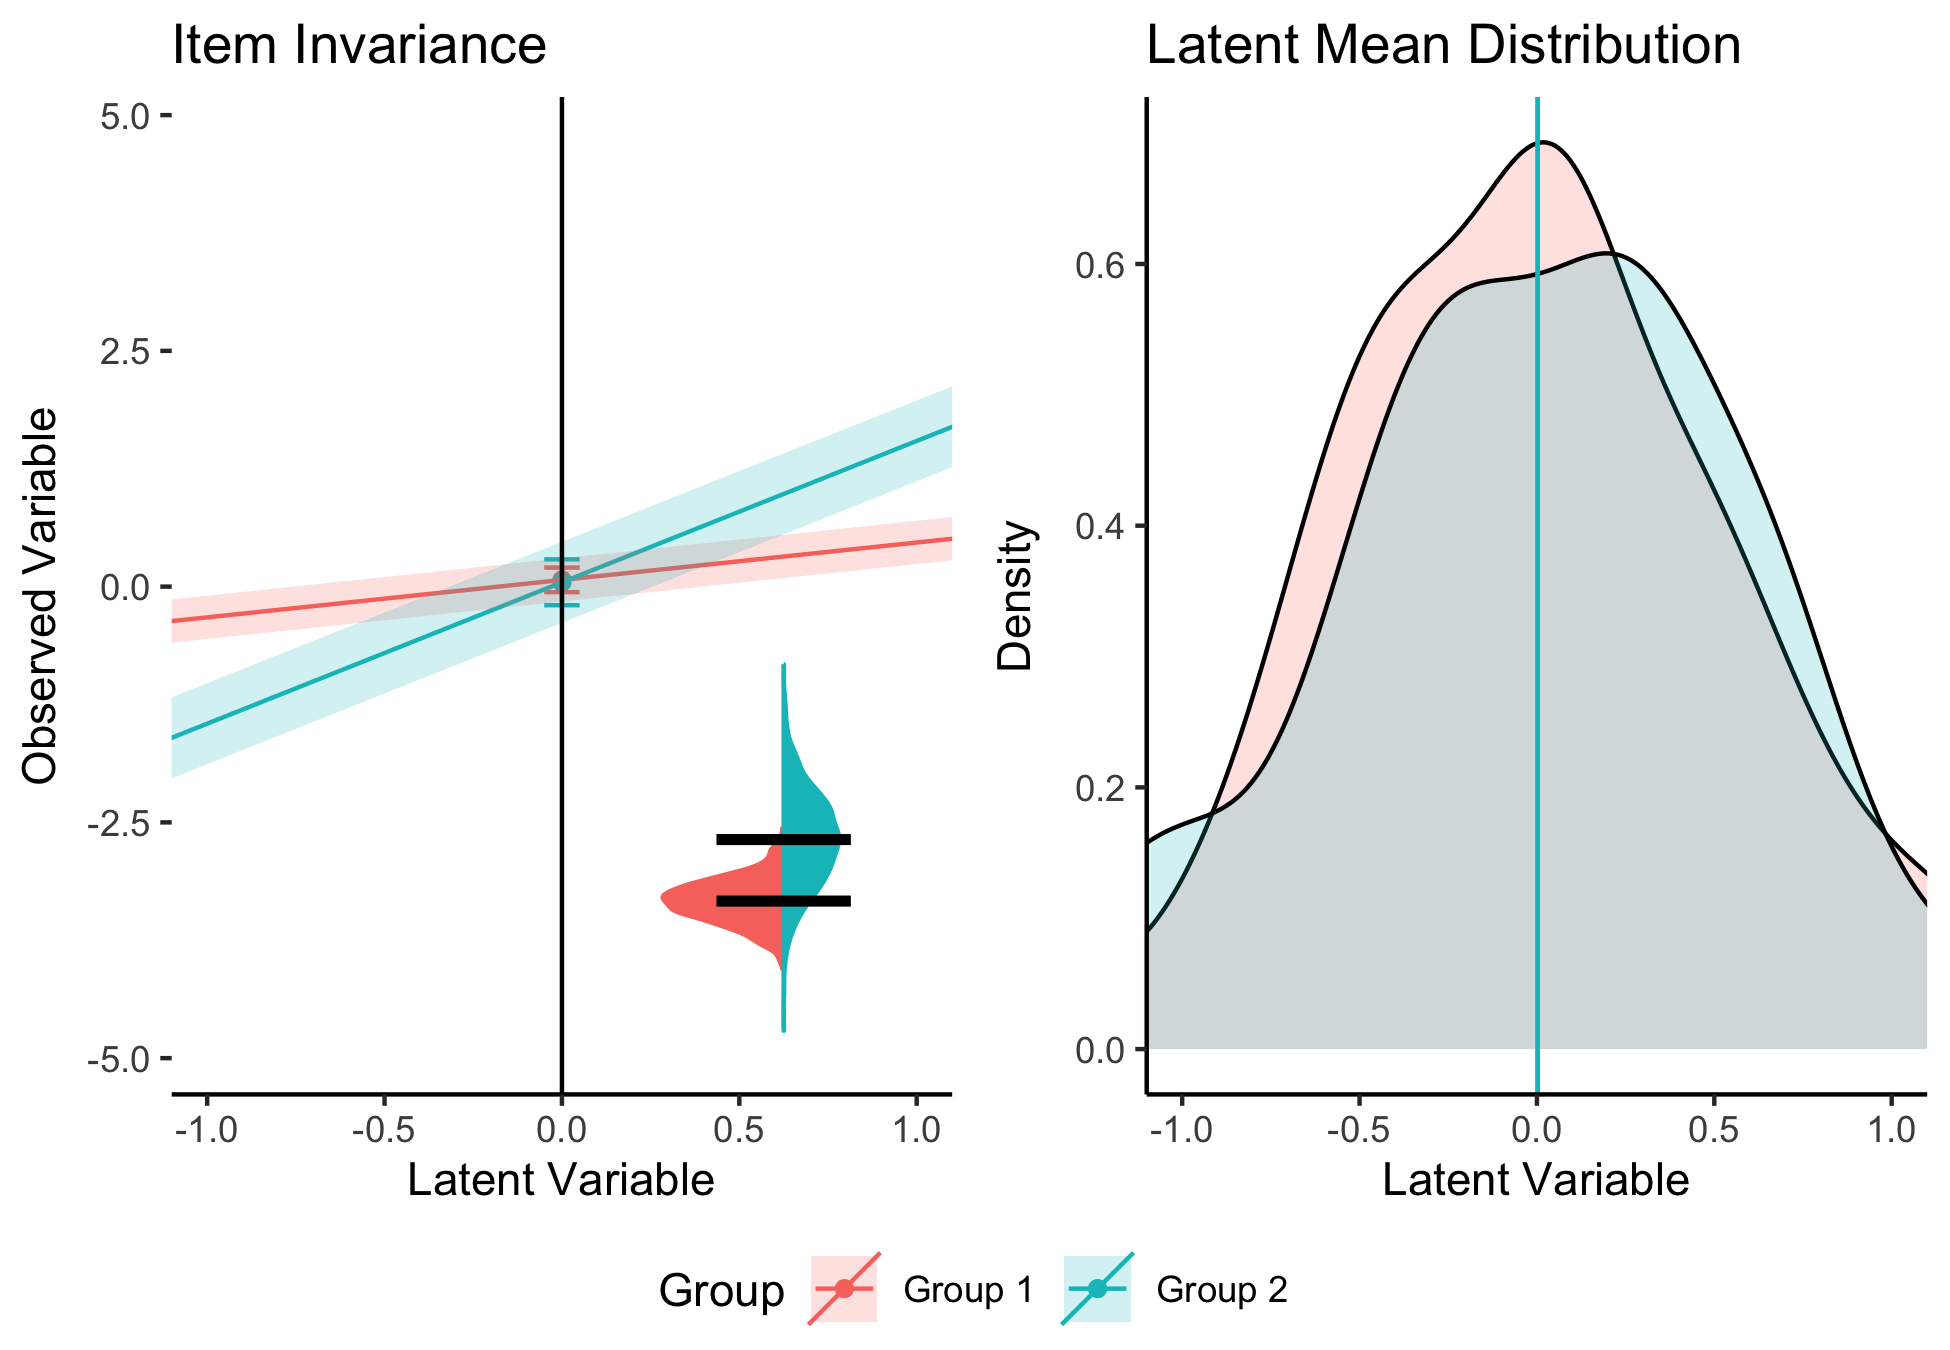 Item Invariance
Observed Variable
5.0
2.5
0.0
-2.5
-5.0
-1.0
-0.5
0.0
0.5
1.0
Latent Variable
Latent Mean Distribution
Density
0.6
0.4
0.2
0.0
-1.0
-0.5
0.0
0.5
1.0
Latent Variable
Group
Group 1
Group 2